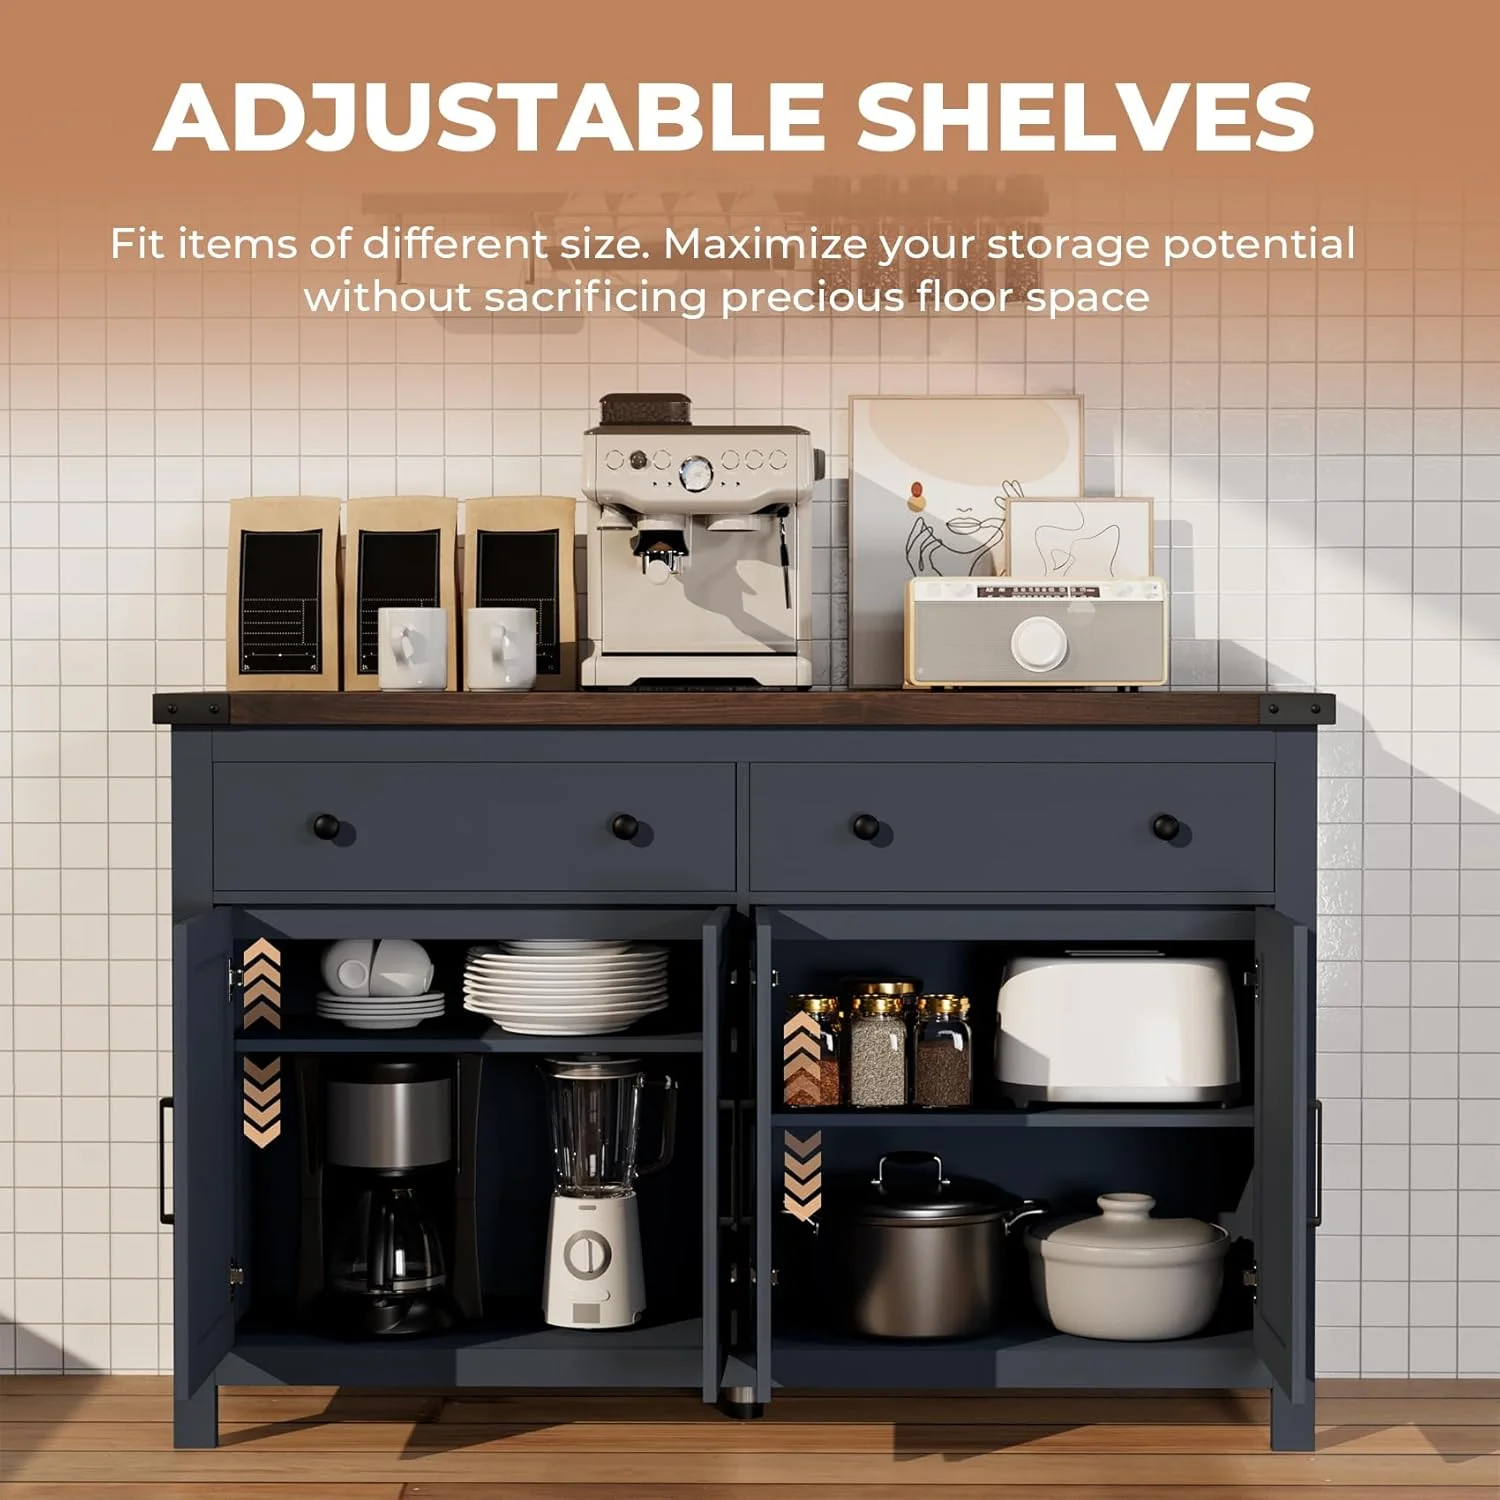 ADJUSTABLE SHELVES
Fit items of different size. Maximize your storage potential
without sacrificing precious floor space